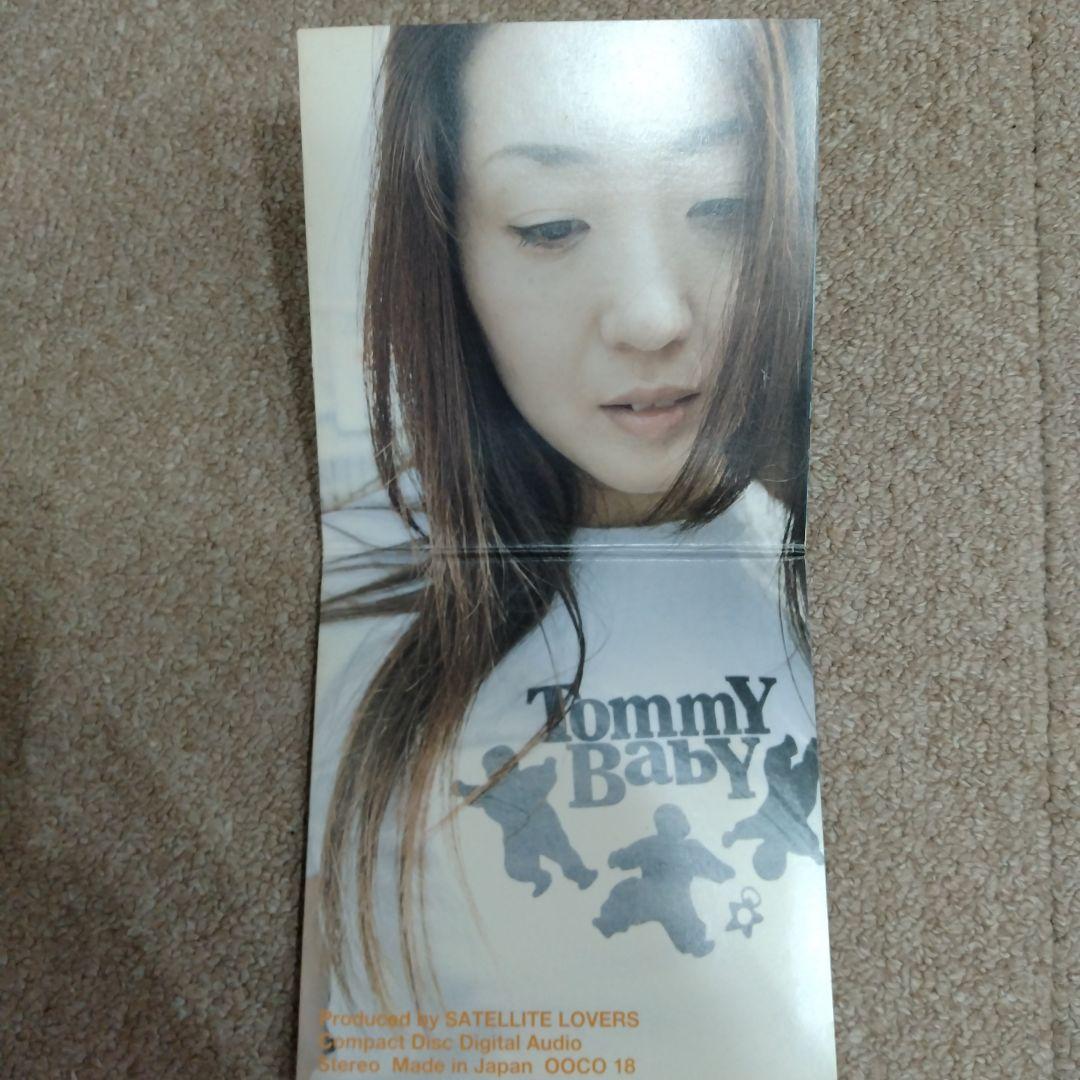 TommY
BabY
Produced by SATELLITE LOVERS
Compact Disc Digital Audio
Stereo Made in Japan OOCO 18